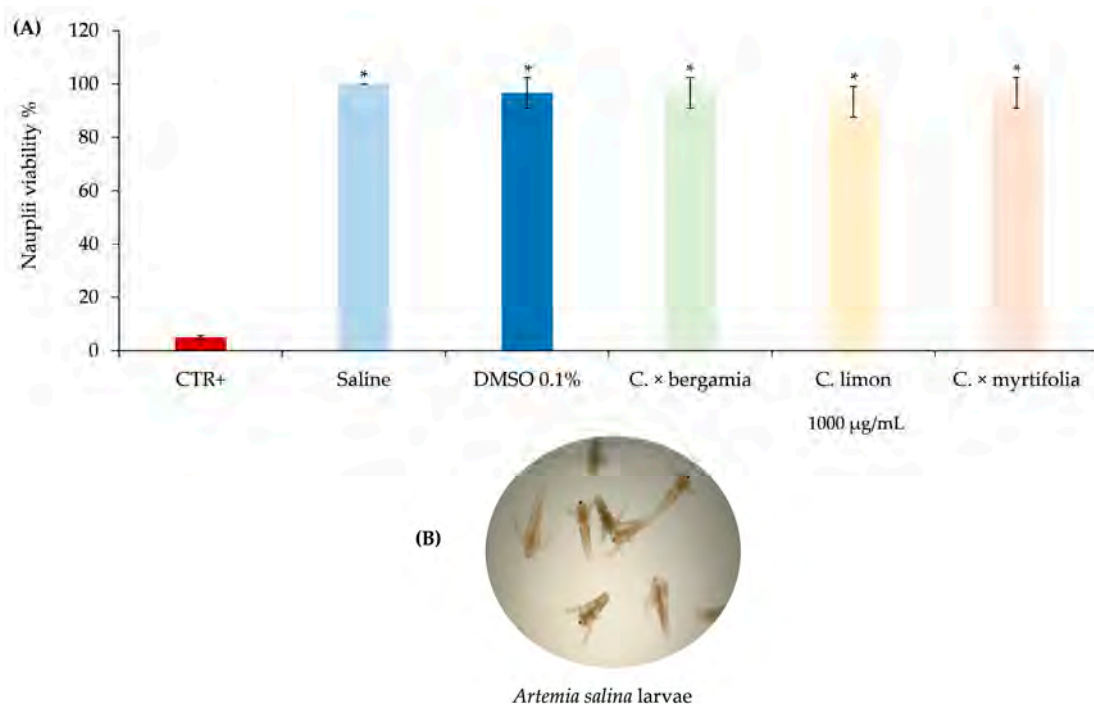 (A)
Nauplii viability %
120
100
80
60
40
20
0
* * * * *
CTR+ Saline DMSO 0.1% C. × bergamia C. limon C. × myrtifolia
1000 µg/mL
(B)
Artemia salina larvae